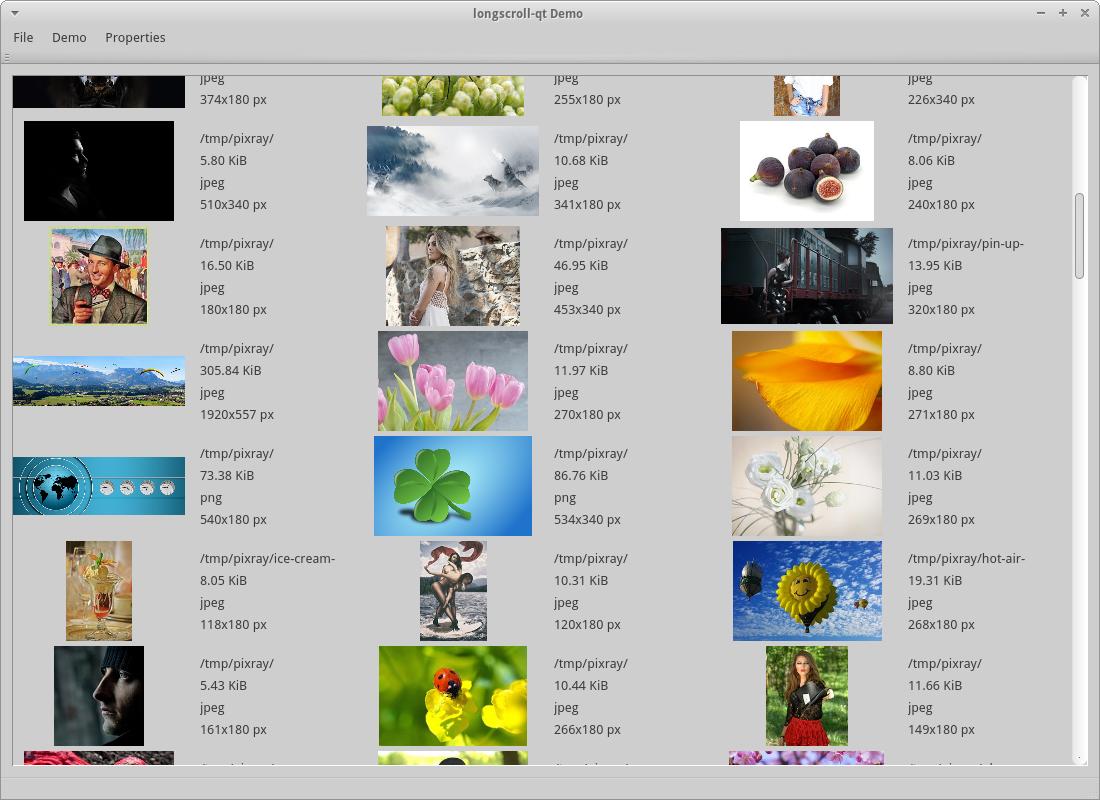 longscroll-qt Demo
File Demo Properties
jpeg
374x180 px
jpeg
255x180 px
jpeg
226x340 px
/tmp/pixray/
5.80 KiB
jpeg
510x340 px
/tmp/pixray/
10.68 KiB
jpeg
341x180 px
/tmp/pixray/
8.06 KiB
jpeg
240x180 px
/tmp/pixray/
16.50 KiB
jpeg
180x180 px
/tmp/pixray/
46.95 KiB
jpeg
453x340 px
/tmp/pixray/pin-up-
13.95 KiB
jpeg
320x180 px
/tmp/pixray/
305.84 KiB
jpeg
1920x557 px
/tmp/pixray/
11.97 KiB
jpeg
270x180 px
/tmp/pixray/
8.80 KiB
jpeg
271x180 px
/tmp/pixray/
73.38 KiB
png
540x180 px
/tmp/pixray/
86.76 KiB
png
534x340 px
/tmp/pixray/
11.03 KiB
jpeg
269x180 px
/tmp/pixray/ice-cream-
8.05 KiB
jpeg
118x180 px
/tmp/pixray/
10.31 KiB
jpeg
120x180 px
/tmp/pixray/hot-air-
19.31 KiB
jpeg
268x180 px
/tmp/pixray/
5.43 KiB
jpeg
161x180 px
/tmp/pixray/
10.44 KiB
jpeg
266x180 px
/tmp/pixray/
11.66 KiB
jpeg
149x180 px